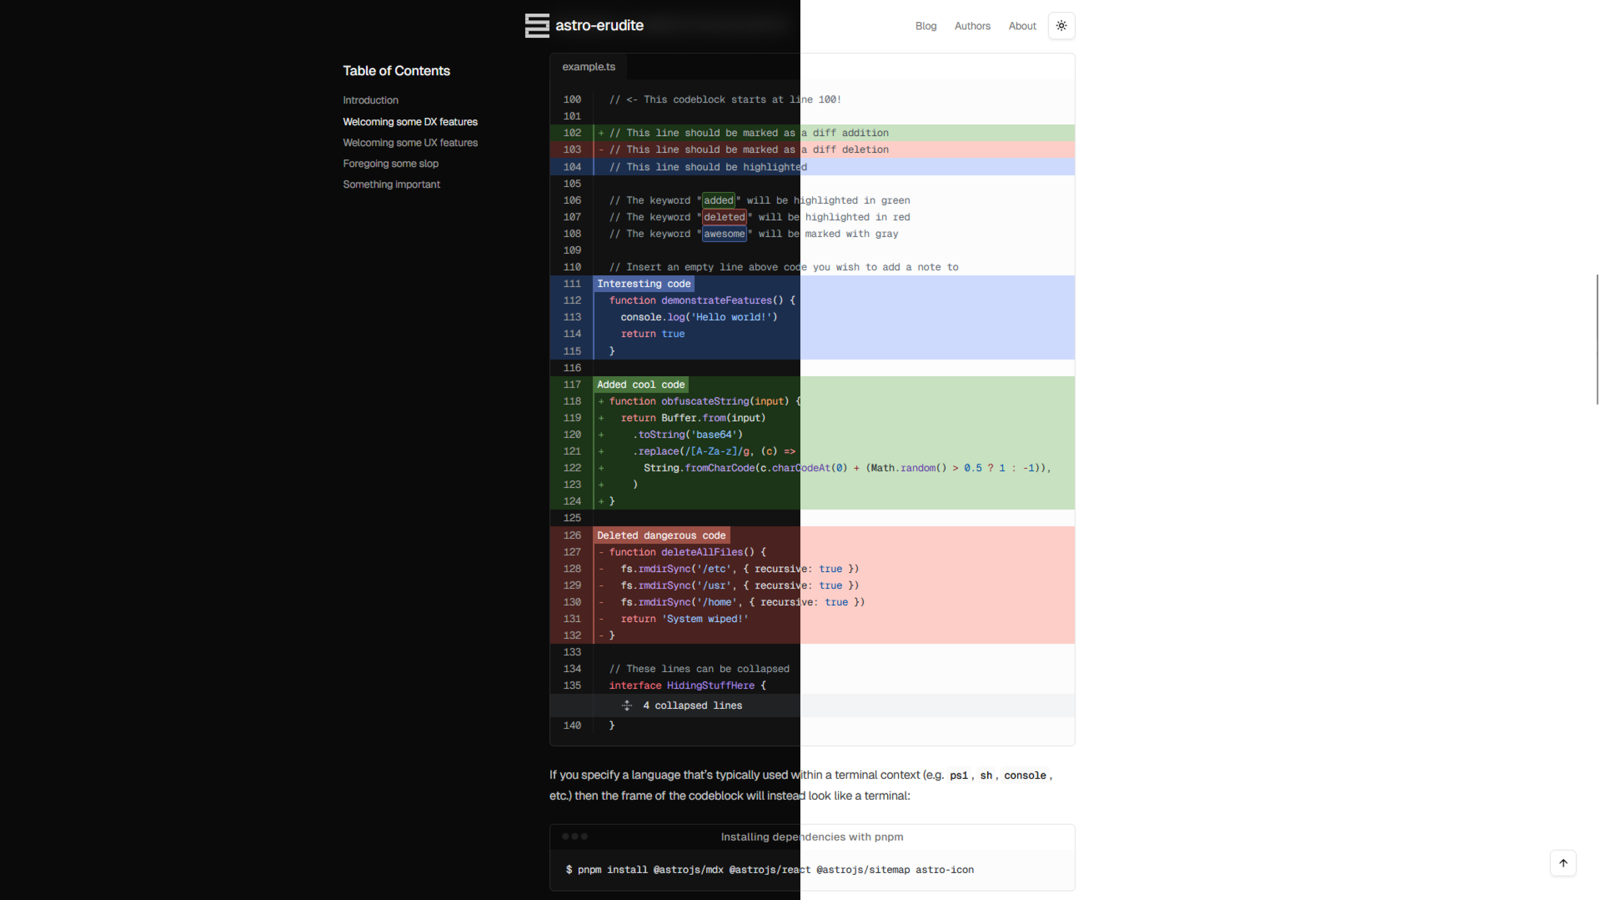 astro-erudite
Blog
Authors
About
Table of Contents
Introduction
Welcoming some DX features
Welcoming some UX features
Foregoing some slop
Something important
example.ts
100 // <- This codeblock starts at line 100!
101
102 + // This line should be marked as a diff addition
103 - // This line should be marked as a diff deletion
104 // This line should be highlighted
105
106 // The keyword "added" will be highlighted in green
107 // The keyword "deleted" will be highlighted in red
108 // The keyword "awesome" will be marked with gray
109
110 // Insert an empty line above code you wish to add a note to
111 Interesting code
112 function demonstrateFeatures() {
113 console.log('Hello world!')
114 return true
115 }
116
117 Added cool code
118 + function obfuscateString(input) {
119 + return Buffer.from(input)
120 + .toString('base64')
121 + .replace(/[A-Za-z]/g, (c) =>
122 + String.fromCharCode(c.charCodeAt(0) + (Math.random() > 0.5 ? 1 : -1)),
123 + )
124 + }
125
126 Deleted dangerous code
127 - function deleteAllFiles() {
128 - fs.rmdirSync('/etc', { recursive: true })
129 - fs.rmdirSync('/usr', { recursive: true })
130 - fs.rmdirSync('/home', { recursive: true })
131 - return 'System wiped!'
132 - }
133
134 // These lines can be collapsed
135 interface HidingStuffHere {
4 collapsed lines
140 }
If you specify a language that's typically used within a terminal context (e.g. ps1, sh, console,
etc.) then the frame of the codeblock will instead look like a terminal:
Installing dependencies with pnpm
$ pnpm install @astrojs/mdx @astrojs/react @astrojs/sitemap astro-icon